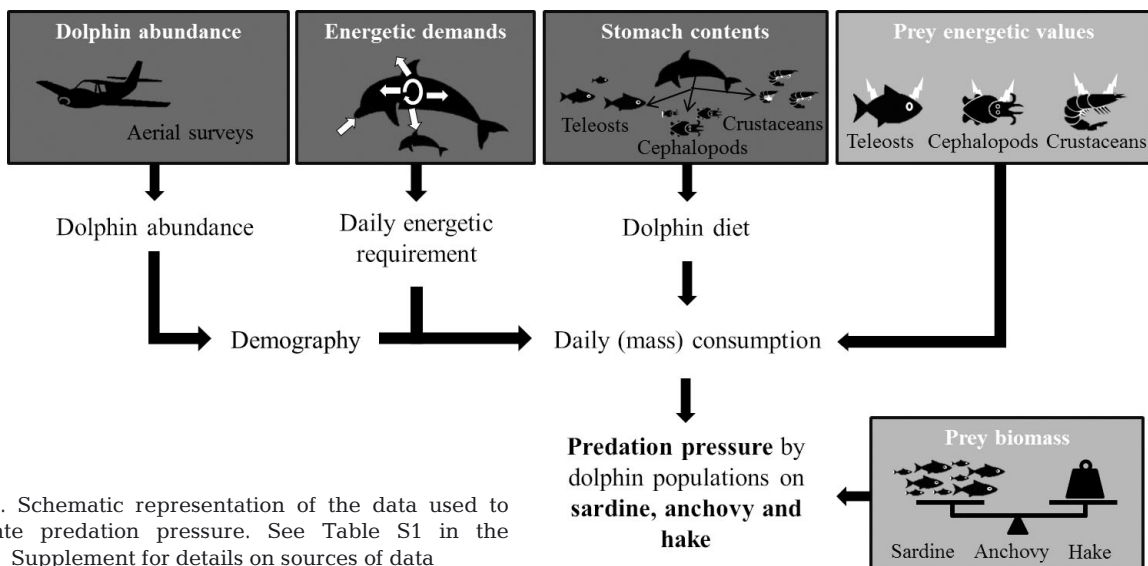 Dolphin abundance
Aerial surveys
Energetic demands
Stomach contents
Teleosts
Cephalopods
Crustaceans
Prey energetic values
Teleosts Cephalopods Crustaceans
Dolphin abundance
Daily energetic
requirement
Dolphin diet
Demography
Daily (mass) consumption
Predation pressure by
dolphin populations on
sardine, anchovy and
hake
Prey biomass
Sardine Anchovy Hake
. Schematic representation of the data used to
predation pressure. See Table S1 in the
Supplement for details on sources of data